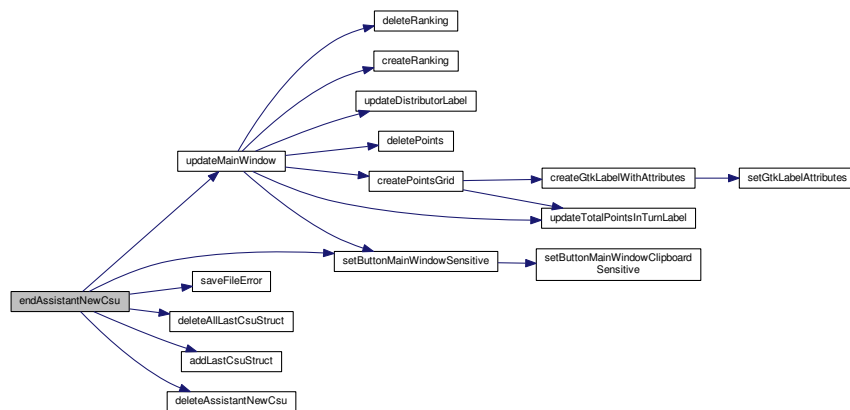 deleteRanking
createRanking
updateDistributorLabel
deletePoints
updateMainWindow
createPointsGrid
createGtkLabelWithAttributes
setGtkLabelAttributes
updateTotalPointsInTurnLabel
setButtonMainWindowSensitive
setButtonMainWindowClipboard
Sensitive
saveFileError
endAssistantNewCsu
deleteAllLastCsuStruct
addLastCsuStruct
deleteAssistantNewCsu